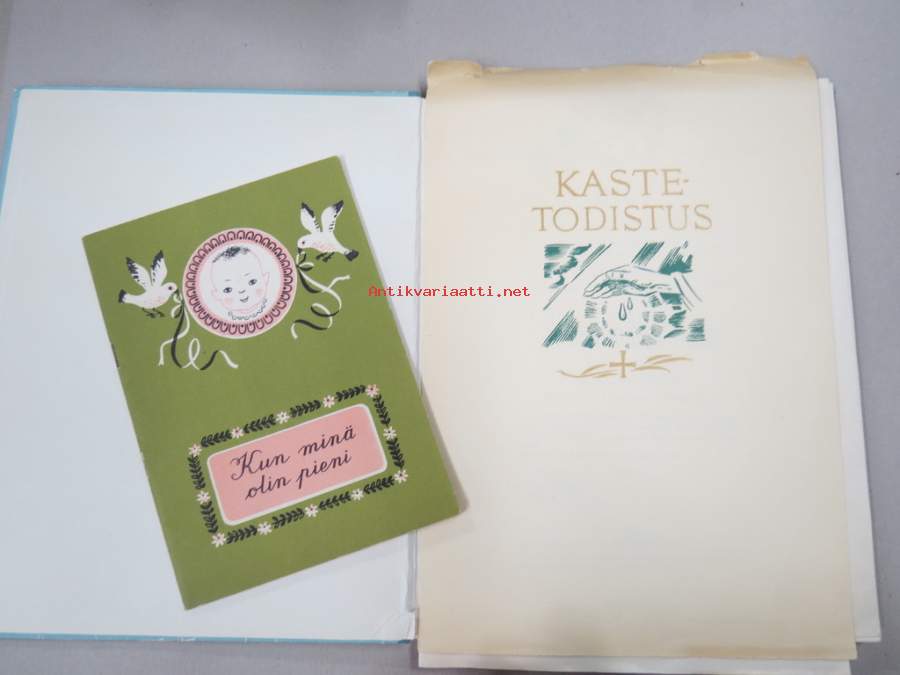 KASTE-
TODISTUS
Antikvariaatti.net
Kun minä
olin pieni